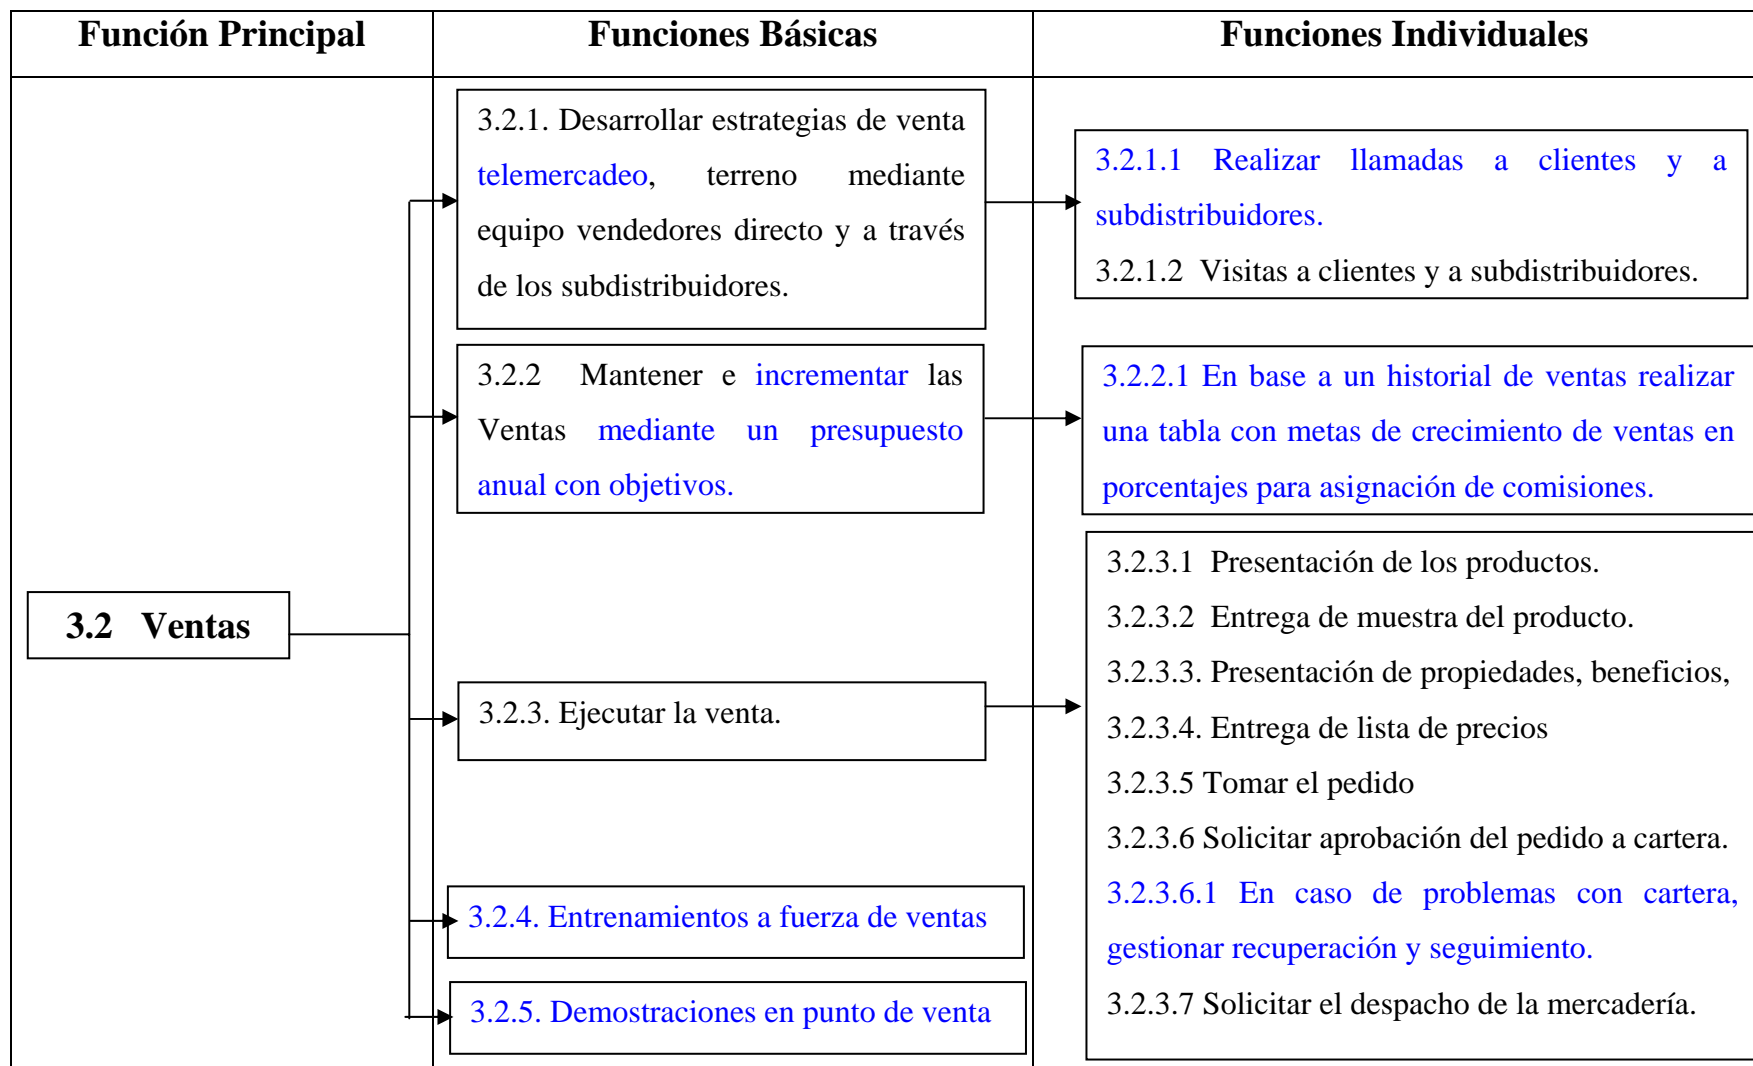 Función Principal
Funciones Básicas
Funciones Individuales
3.2 Ventas
3.2.1. Desarrollar estrategias de venta
telemercadeo, terreno mediante
equipo vendedores directo y a través
de los subdistribuidores.
3.2.1.1 Realizar llamadas a clientes y a
subdistribuidores.
3.2.1.2 Visitas a clientes y a subdistribuidores.
3.2.2 Mantener e incrementar las
Ventas mediante un presupuesto
anual con objetivos.
3.2.2.1 En base a un historial de ventas realizar
una tabla con metas de crecimiento de ventas en
porcentajes para asignación de comisiones.
3.2.3. Ejecutar la venta.
3.2.3.1 Presentación de los productos.
3.2.3.2 Entrega de muestra del producto.
3.2.3.3. Presentación de propiedades, beneficios,
3.2.3.4. Entrega de lista de precios
3.2.3.5 Tomar el pedido
3.2.3.6 Solicitar aprobación del pedido a cartera.
3.2.3.6.1 En caso de problemas con cartera,
gestionar recuperación y seguimiento.
3.2.3.7 Solicitar el despacho de la mercadería.
3.2.4. Entrenamientos a fuerza de ventas
3.2.5. Demostraciones en punto de venta